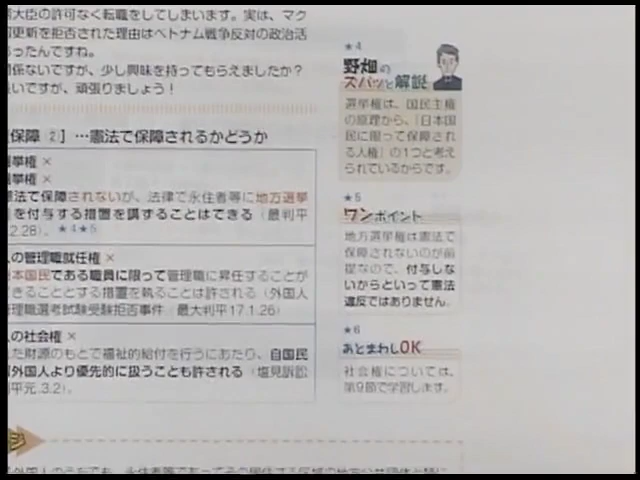 大臣の許可なく転職をしてしまいます。実は、マク
更新を拒否された理由はベトナム戦争反対の政治活
ったんですね。
関係ないですが、少し興味を持ってもらえましたか？
いですが、頑張りましょう！
保障 2］…憲法で保障されるかどうか
選挙権 ×
選挙権 ×
憲法で保障されないが、法律で永住者等に地方選挙
を付与する措置を講ずることはできる（最判平
.2.28）。★4★5
人の管理職就任権 ×
日本国民である職員に限って管理職に昇任することが
きることとする措置を執ることは許される（外国人
管理職選考試験受験拒否事件 最大判平17.1.26）
人の社会権 ×
た財源のもとで福祉的給付を行うにあたり、自国民
外国人より優先的に扱うことも許される（塩見訴訟
判平元.3.2）。
★4
野畑の
ズバッと解説
選挙権は、国民主権
の原理から、「日本国
民に限って保障され
る人権」の1つと考え
られているからです。
★5
ワンポイント
地方選挙権は憲法で
保障されないのが前
提なので、付与しな
いからといって憲法
違反ではありません。
★6
あとまわしOK
社会権については、
第9節で学習します。